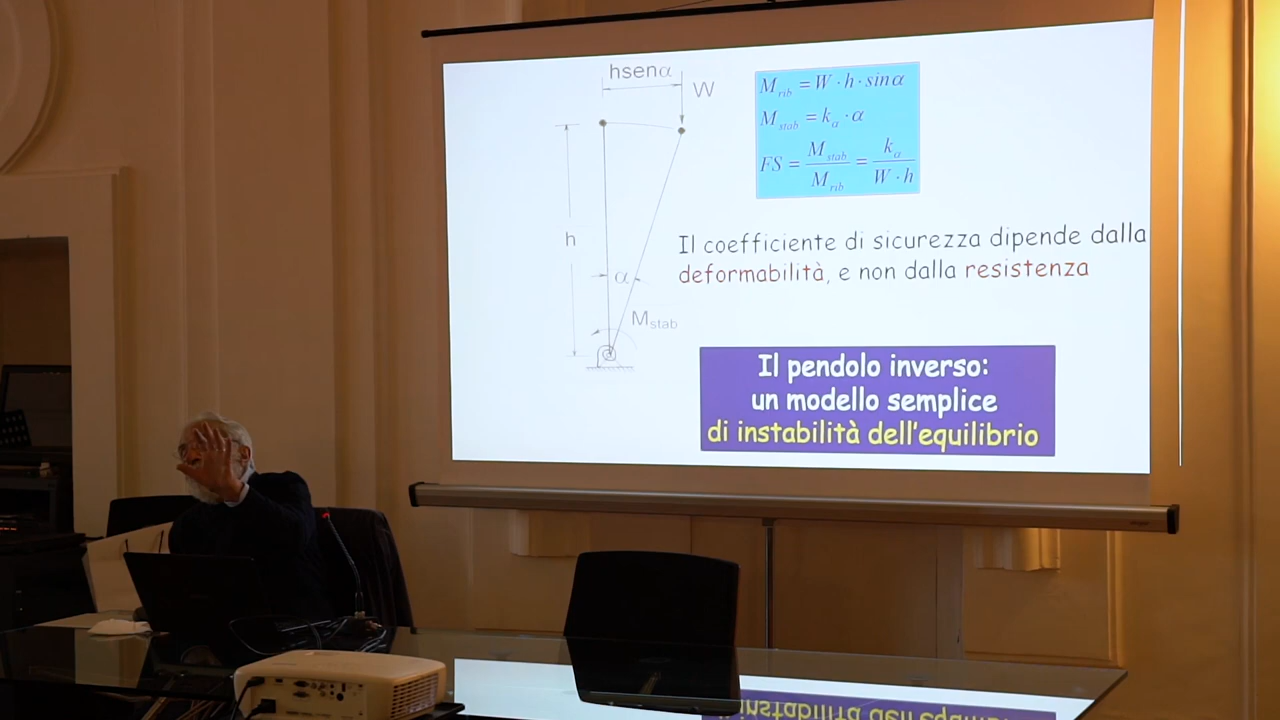 hsenα
W
h
α
M_stab
M_rib = W · h · sinα
M_stab = k_α · α
FS = M_stab / M_rib = k_α / W · h
Il coefficiente di sicurezza dipende dalla
deformabilità, e non dalla resistenza
Il pendolo inverso:
un modello semplice
di instabilità dell'equilibrio